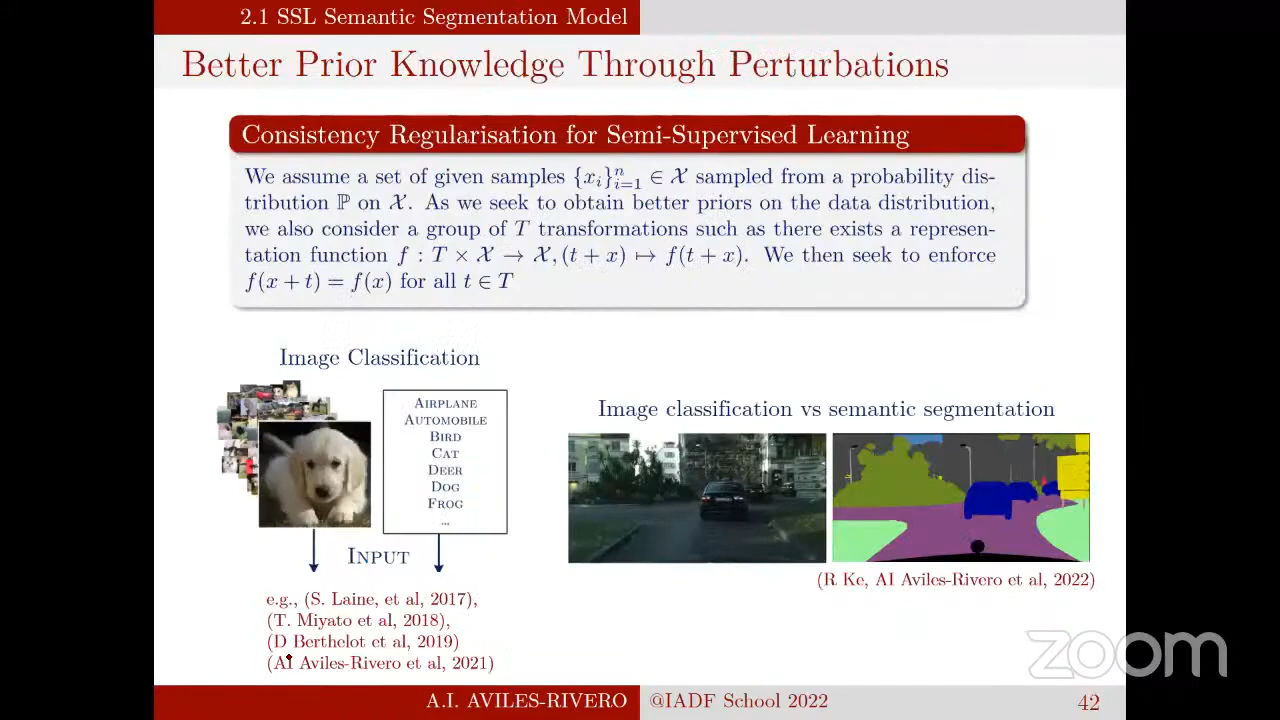 2.1 SSL Semantic Segmentation Model
Better Prior Knowledge Through Perturbations
Consistency Regularisation for Semi-Supervised Learning
We assume a set of given samples {x_i}_{i=1}^n ∈ 𝒳 sampled from a probability dis-
tribution ℙ on 𝒳. As we seek to obtain better priors on the data distribution,
we also consider a group of T transformations such as there exists a represen-
tation function f : T × 𝒳 → 𝒳, (t + x) ↦ f(t + x). We then seek to enforce
f(x + t) = f(x) for all t ∈ T
Image Classification
AIRPLANE
AUTOMOBILE
BIRD
CAT
DEER
DOG
FROG
...
INPUT
e.g., (S. Laine, et al, 2017),
(T. Miyato et al, 2018),
(D Berthelot et al, 2019)
(AI Aviles-Rivero et al, 2021)
Image classification vs semantic segmentation
(R Ke, AI Aviles-Rivero et al, 2022)
zoom
A.I. AVILES-RIVERO @IADF School 2022 42